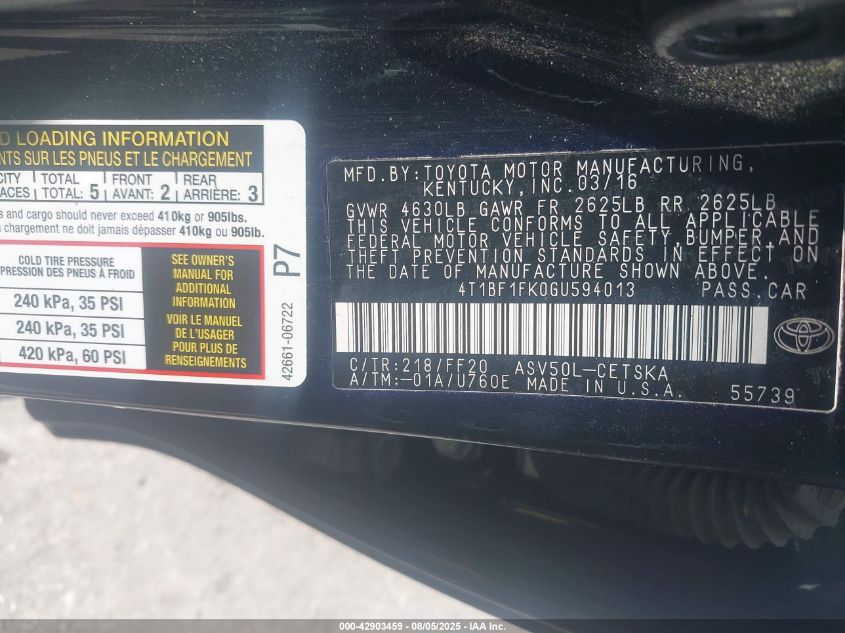 D LOADING INFORMATION
NTS SUR LES PNEUS ET LE CHARGEMENT
CITY TOTAL FRONT REAR
ACES TOTAL: 5 AVANT: 2 ARRIÈRE: 3
s and cargo should never exceed 410kg or 905lbs.
chargement ne doit jamais dépasser 410kg ou 905lb.
COLD TIRE PRESSURE
PRESSION DES PNEUS À FROID
240 kPa, 35 PSI
240 kPa, 35 PSI
420 kPa, 60 PSI
SEE OWNER'S
MANUAL FOR
ADDITIONAL
INFORMATION
VOIR LE MANUEL
DE L'USAGER
POUR PLUS DE
RENSEIGNEMENTS
P7
42661-06722
MFD.BY:TOYOTA MOTOR MANUFACTURING,
KENTUCKY, INC.03/16
GVWR 4630LB GAWR FR 2625LB RR 2625LB
THIS VEHICLE CONFORMS TO ALL APPLICABLE
FEDERAL MOTOR VEHICLE SAFETY,BUMPER,AND
THEFT PREVENTION STANDARDS IN EFFECT ON
THE DATE OF MANUFACTURE SHOWN ABOVE.
4T1BF1FK0GU594013 PASS.CAR
C/TR:218/FF20 ASV50L-CETSKA
A/TM:-01A/U760E MADE IN U.S.A.
55739
000-42903459 - 08/05/2025 - IAA Inc.